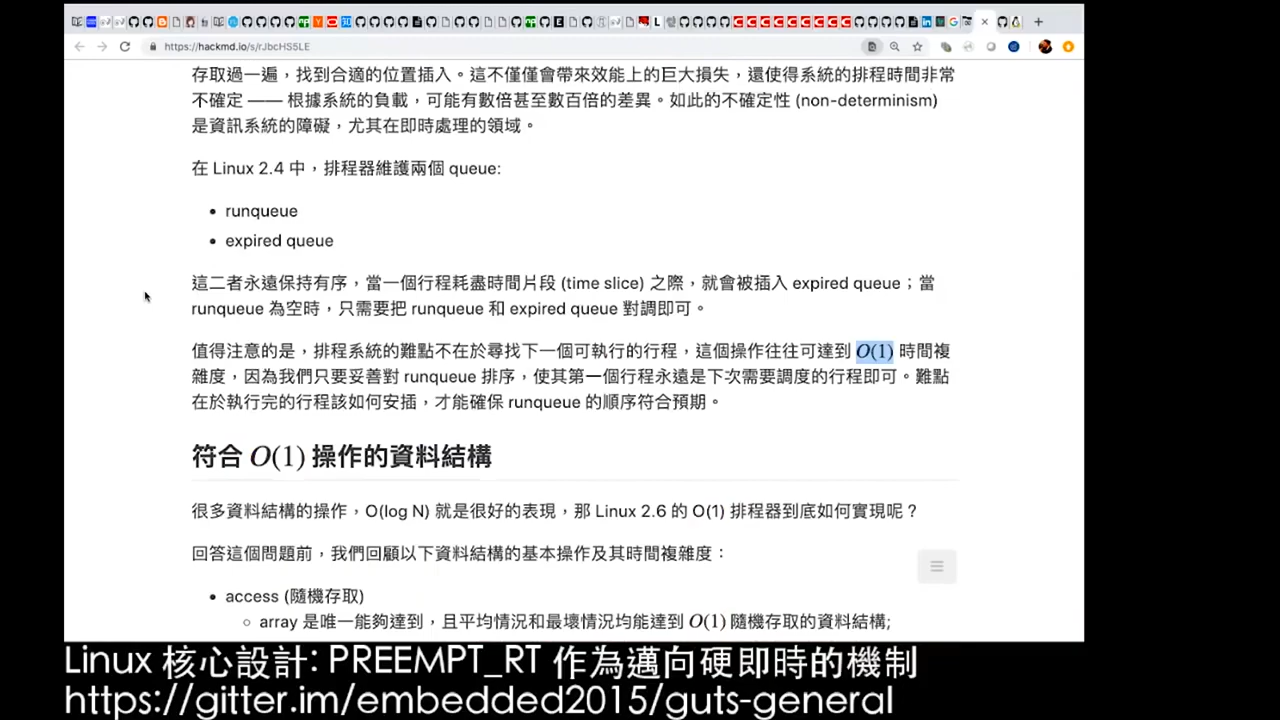 https://hackmd.io/s/rJbcHS5LE
存取過一遍，找到合適的位置插入。這不僅僅會帶來效能上的巨大損失，還使得系統的排程時間非常
不確定 —— 根據系統的負載，可能有數倍甚至數百倍的差異。如此的不確定性 (non-determinism)
是資訊系統的障礙，尤其在即時處理的領域。
在 Linux 2.4 中，排程器維護兩個 queue:
• runqueue
• expired queue
這二者永遠保持有序，當一個行程耗盡時間片段 (time slice) 之際，就會被插入 expired queue；當
runqueue 為空時，只需要把 runqueue 和 expired queue 對調即可。
值得注意的是，排程系統的難點不在於尋找下一個可執行的行程，這個操作往往可達到 O(1) 時間複
雜度，因為我們只要妥善對 runqueue 排序，使其第一個行程永遠是下次需要調度的行程即可。難點
在於執行完的行程該如何安插，才能確保 runqueue 的順序符合預期。
符合 O(1) 操作的資料結構
很多資料結構的操作，O(log N) 就是很好的表現，那 Linux 2.6 的 O(1) 排程器到底如何實現呢？
回答這個問題前，我們回顧以下資料結構的基本操作及其時間複雜度：
• access (隨機存取)
◦ array 是唯一能夠達到，且平均情況和最壞情況均能達到 O(1) 隨機存取的資料結構;
Linux 核心設計: PREEMPT_RT 作為邁向硬即時的機制
https://gitter.im/embedded2015/guts-general